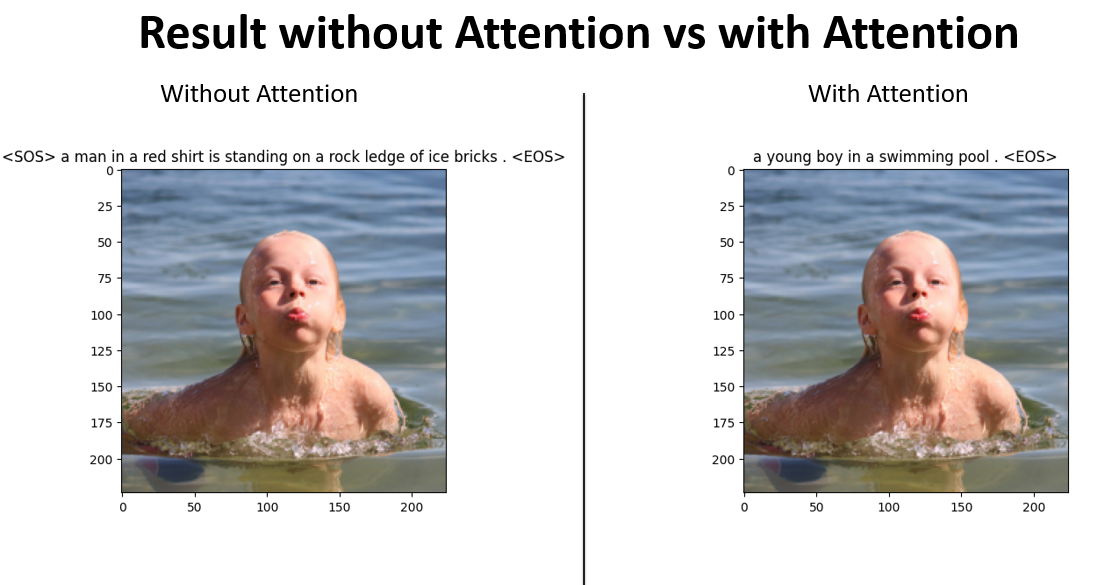 Result without Attention vs with Attention
Without Attention
<SOS> a man in a red shirt is standing on a rock ledge of ice bricks . <EOS>
0
25
50
75
100
125
150
175
200
0 50 100 150 200
With Attention
a young boy in a swimming pool . <EOS>
0
25
50
75
100
125
150
175
200
0 50 100 150 200